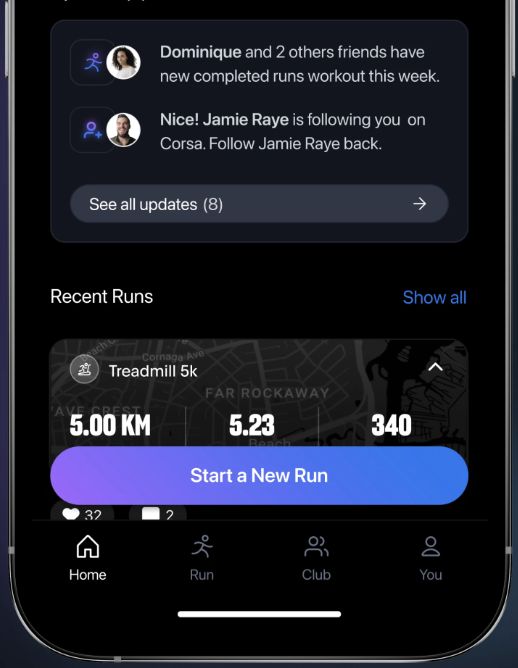 Dominique and 2 others friends have
new completed runs workout this week.
Nice! Jamie Raye is following you on
Corsa. Follow Jamie Raye back.
See all updates (8)
Recent Runs
Show all
Cornaga Ave
Treadmill 5k
FAR ROCKAWAY
5.00 KM
5.23
340
Beach
Start a New Run
32
2
Home
Run
Club
You